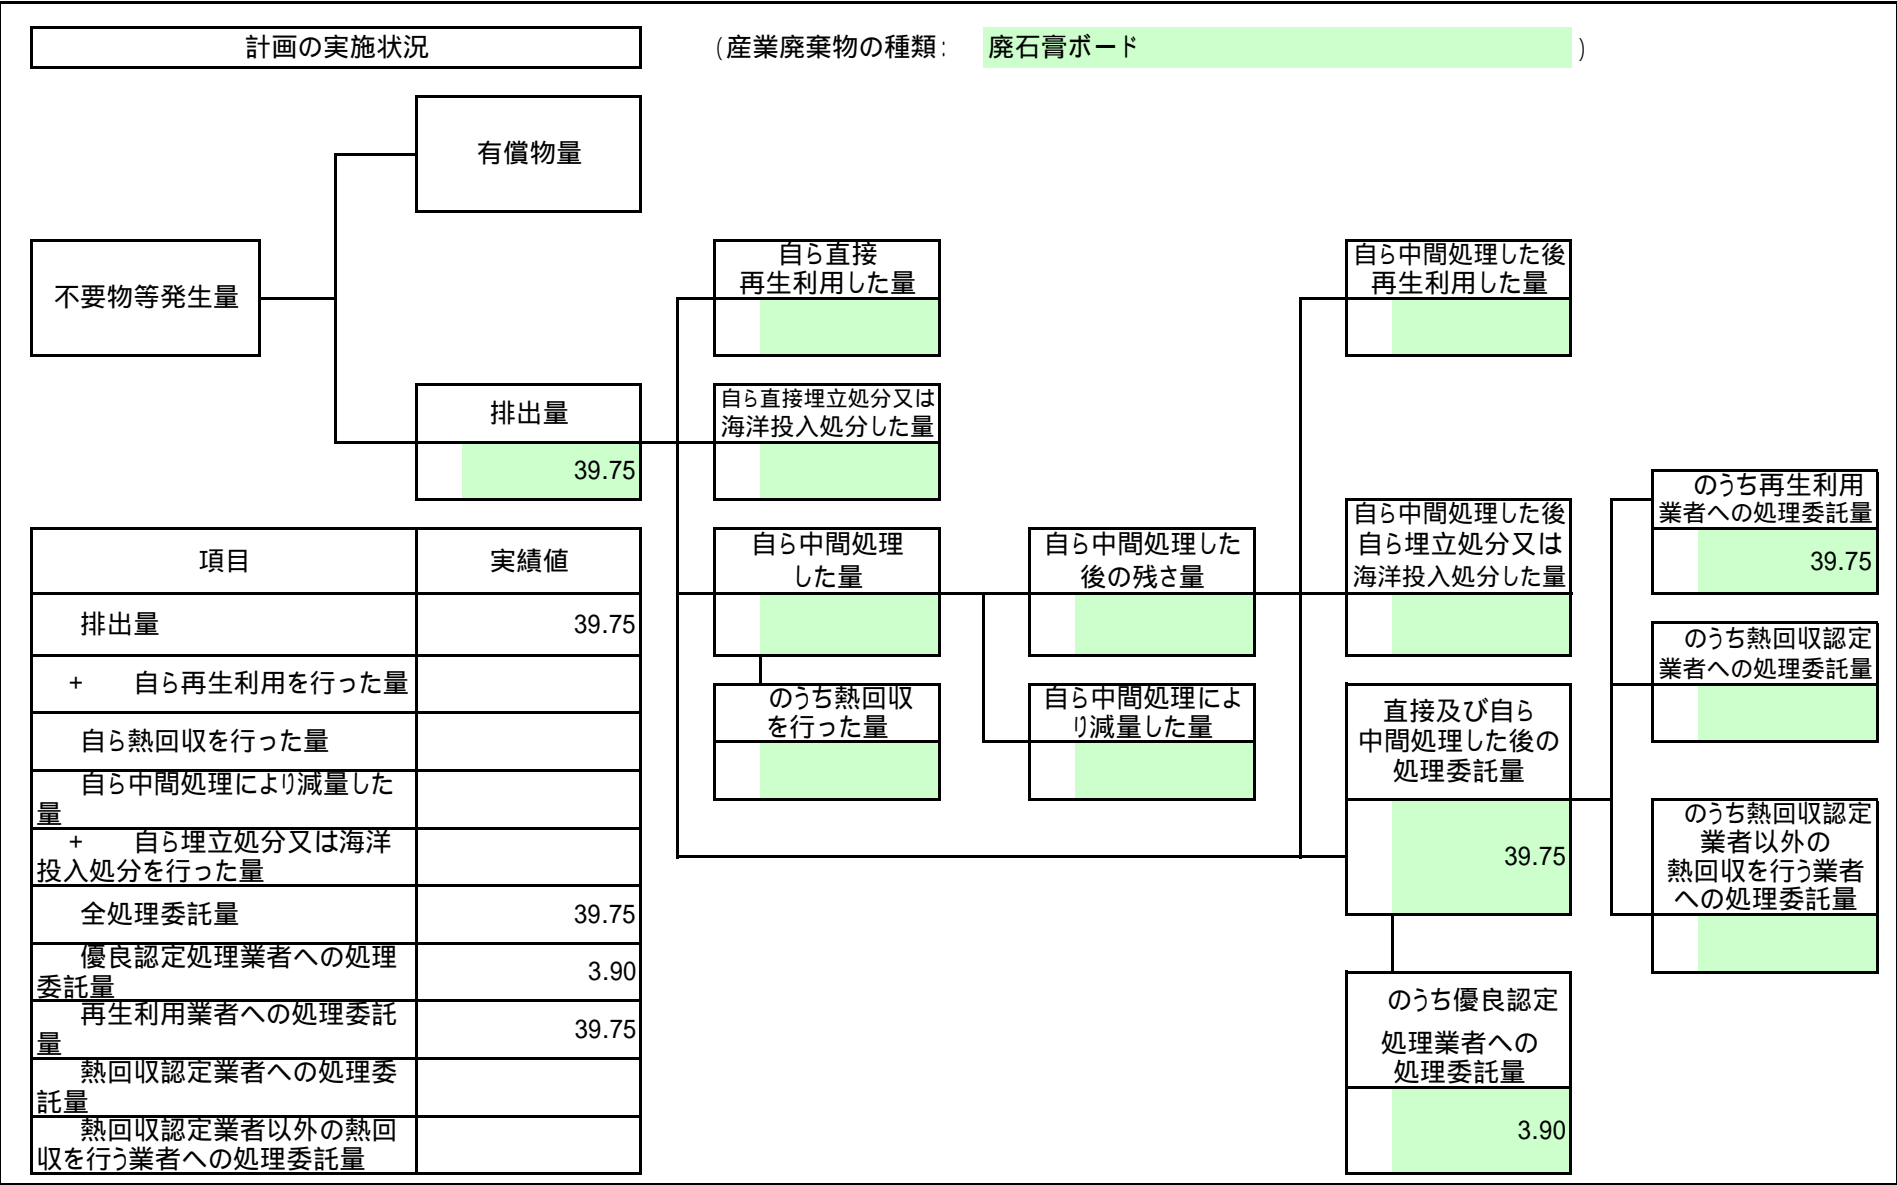 計画の実施状況
(産業廃棄物の種類: 廃石膏ボード )
有償物量
不要物等発生量
自ら直接
再生利用した量
自ら中間処理した後
再生利用した量
排出量
39.75
自ら直接埋立処分又は
海洋投入処分した量
のうち再生利用
業者への処理委託量
39.75
自ら中間処理
した量
自ら中間処理した
後の残さ量
自ら中間処理した後
自ら埋立処分又は
海洋投入処分した量
のうち熱回収認定
業者への処理委託量
のうち熱回収
を行った量
自ら中間処理によ
り減量した量
直接及び自ら
中間処理した後の
処理委託量
39.75
のうち熱回収認定
業者以外の
熱回収を行う業者
への処理委託量
のうち優良認定
処理業者への
処理委託量
3.90
項目 実績値
排出量 39.75
+ 自ら再生利用を行った量
自ら熱回収を行った量
自ら中間処理により減量した
量
+ 自ら埋立処分又は海洋
投入処分を行った量
全処理委託量 39.75
優良認定処理業者への処理
委託量 3.90
再生利用業者への処理委託
量 39.75
熱回収認定業者への処理委
託量
熱回収認定業者以外の熱回
収を行う業者への処理委託量